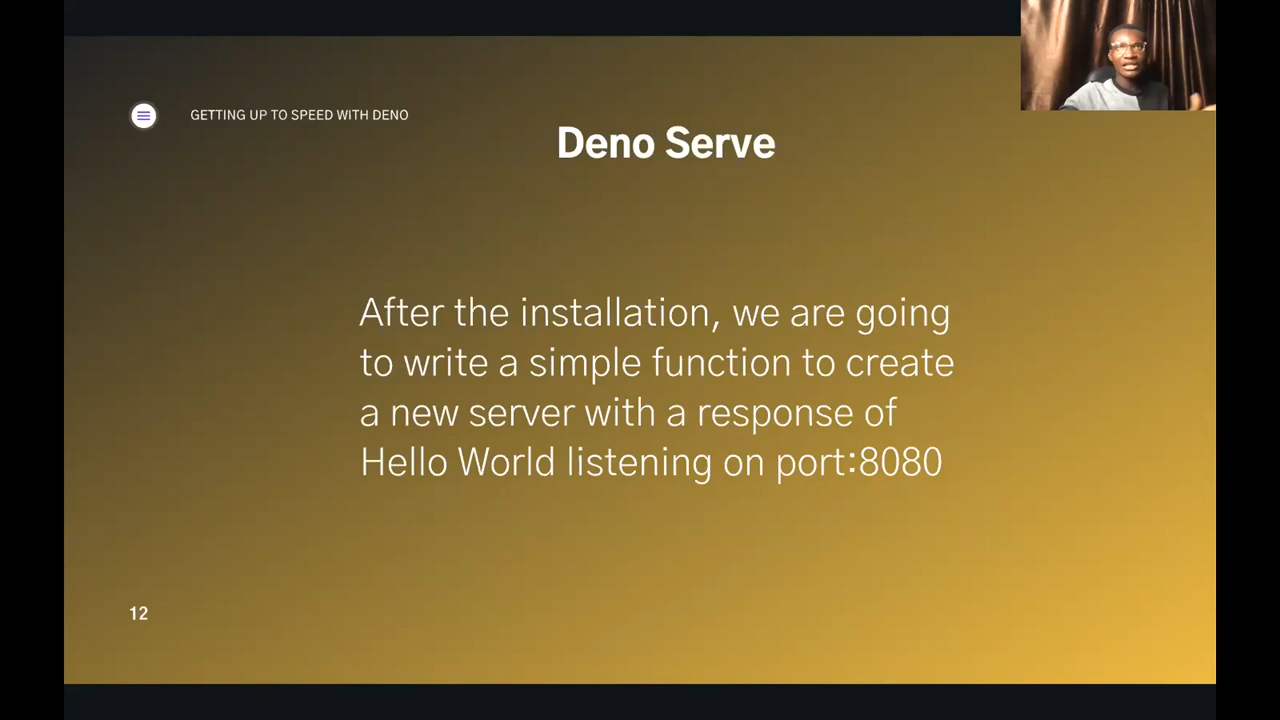 GETTING UP TO SPEED WITH DENO
Deno Serve
After the installation, we are going
to write a simple function to create
a new server with a response of
Hello World listening on port:8080
12